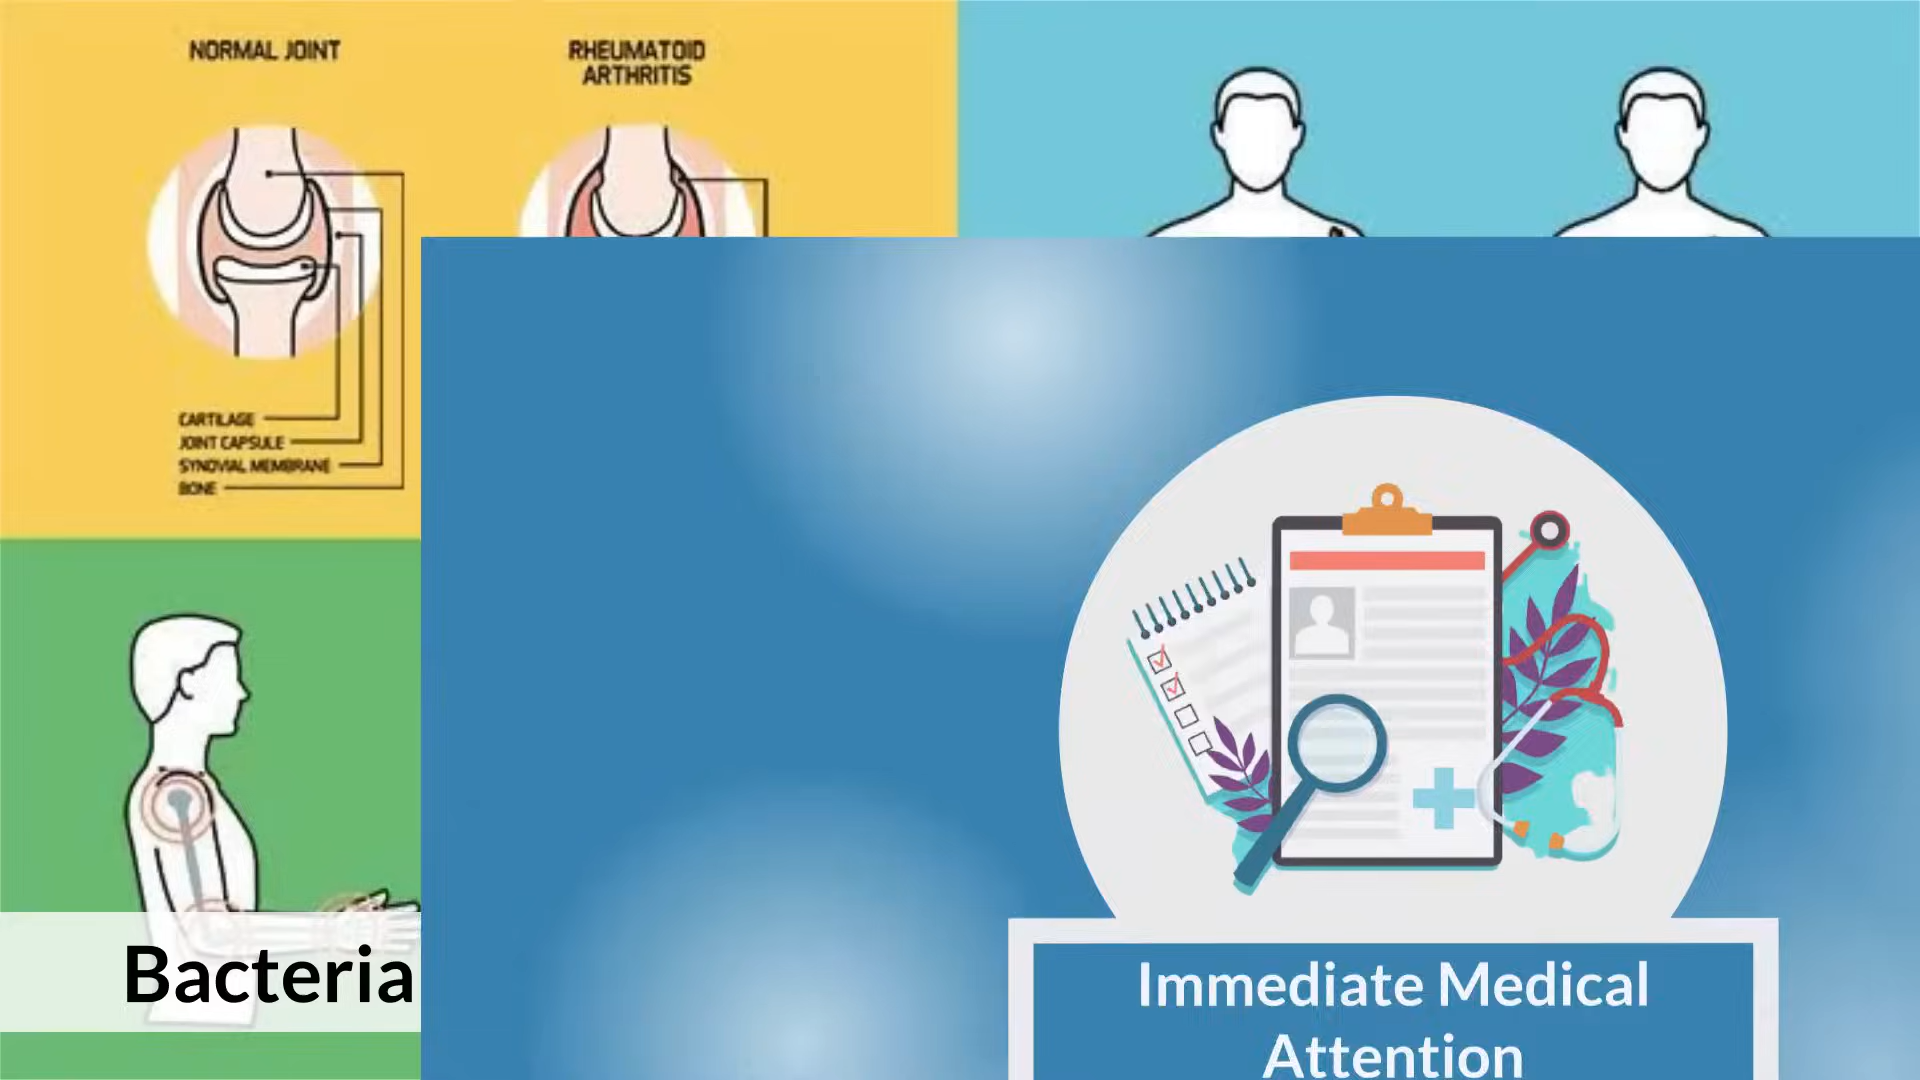 NORMAL JOINT
RHEUMATOID
ARTHRITIS
CARTILAGE
JOINT CAPSULE
SYNOVIAL MEMBRANE
BONE
Bacteria
Immediate Medical
Attention